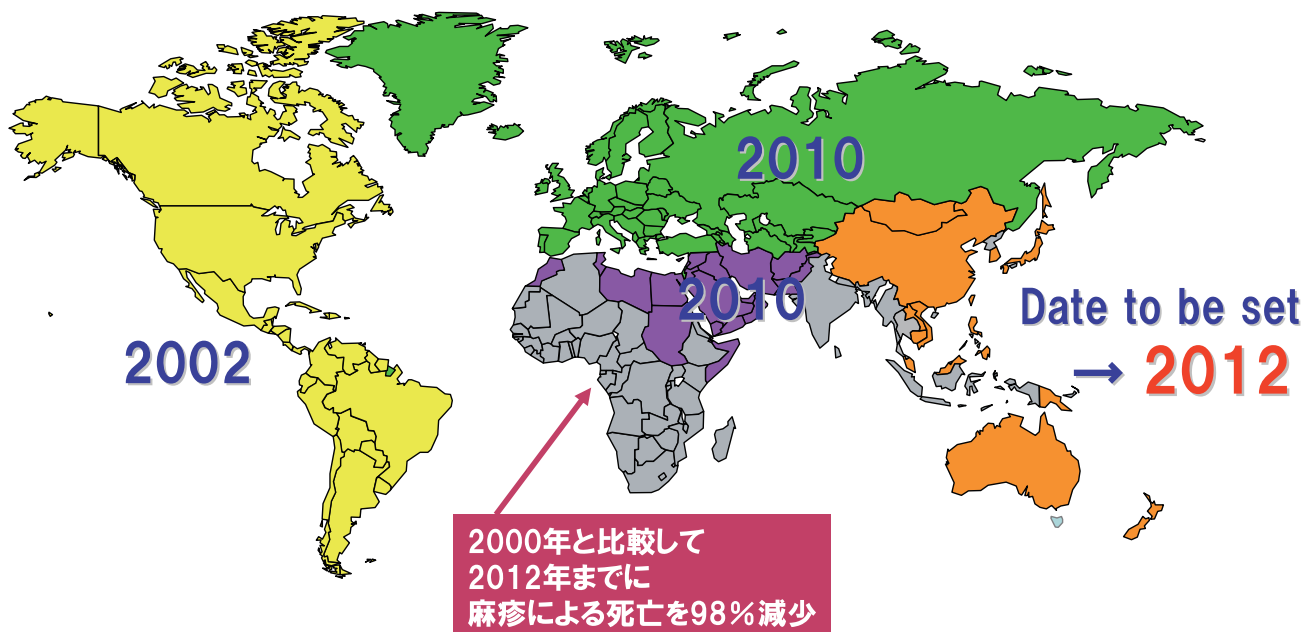 2010
2010
Date to be set
→ 2012
2002
2000年と比較して
2012年までに
麻疹による死亡を98%減少